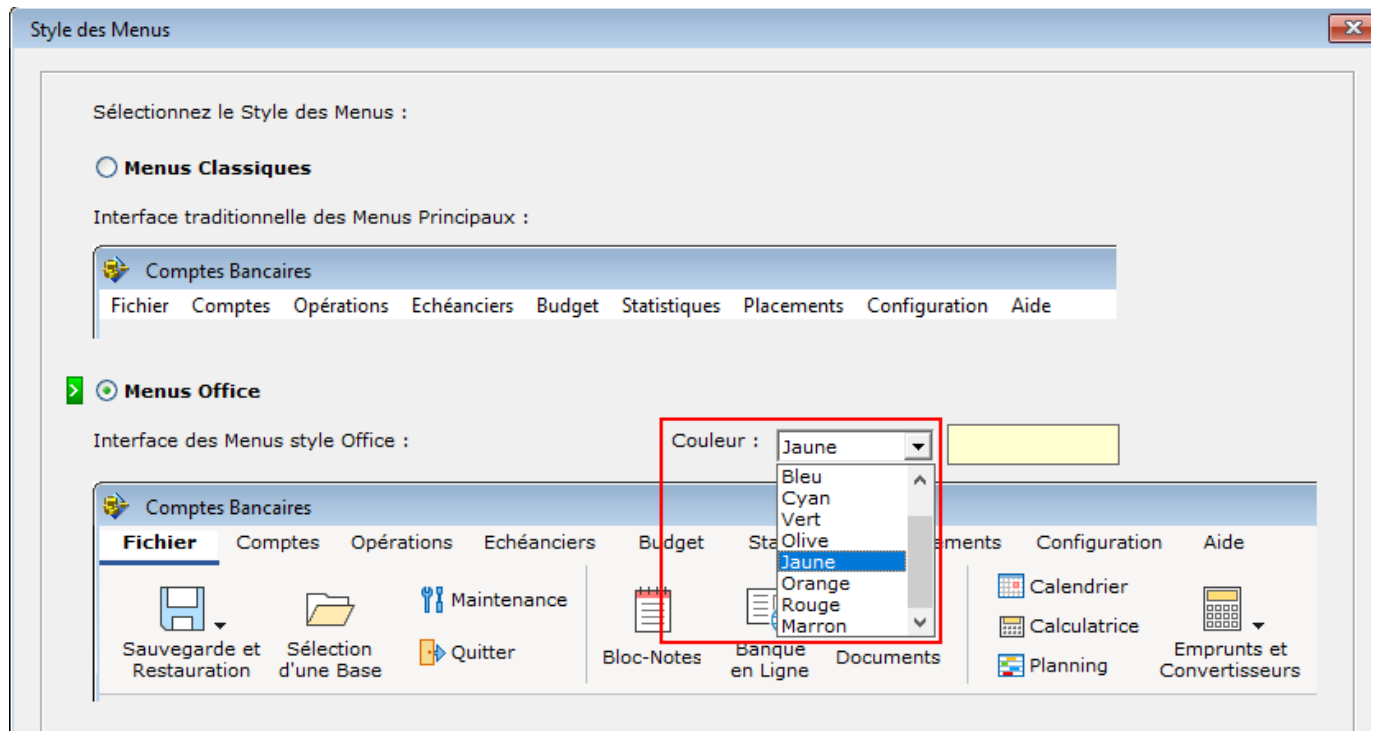 Style des Menus
Sélectionnez le Style des Menus :
Menus Classiques
Interface traditionnelle des Menus Principaux :
Comptes Bancaires
Fichier Comptes Opérations Echéanciers Budget Statistiques Placements Configuration Aide
Menus Office
Interface des Menus style Office :
Couleur : Jaune
Bleu
Cyan
Vert
Olive
Jaune
Orange
Rouge
Marron
Comptes Bancaires
Fichier Comptes Opérations Echéanciers Budget Configuration Aide
Sauvegarde et
Restauration
Sélection
d'une Base
Maintenance
Quitter
Bloc-Notes
Banque
en Ligne
Documents
Calendrier
Calculatrice
Planning
Emprunts et
Convertisseurs